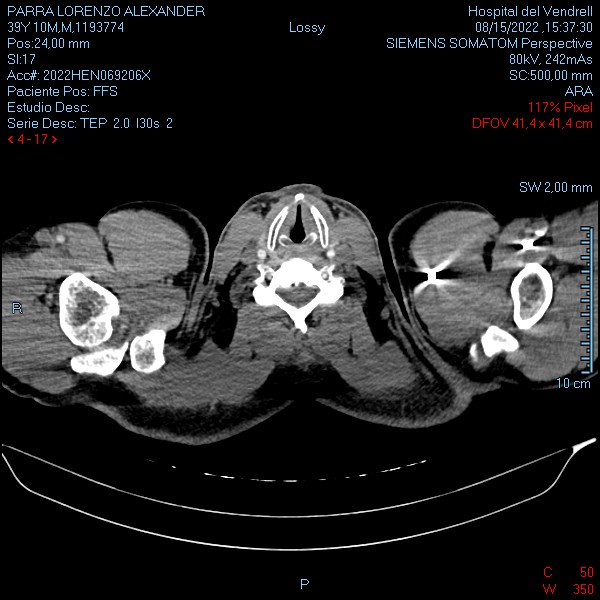 PARRA LORENZO ALEXANDER
39Y 10M,M,1193774
Pos:24,00 mm
SI:17
Acc#: 2022HEN069206X
Paciente Pos: FFS
Estudio Desc:
Serie Desc: TEP 2.0 I30s 2
< 4 - 17 >
Lossy
Hospital del Vendrell
08/15/2022 ,15:37:30
SIEMENS SOMATOM Perspective
80kV, 242mAs
SC:500,00 mm
ARA
117% Pixel
DFOV 41,4 x 41,4 cm
SW 2,00 mm
R
10 cm
P
C 50
W 350